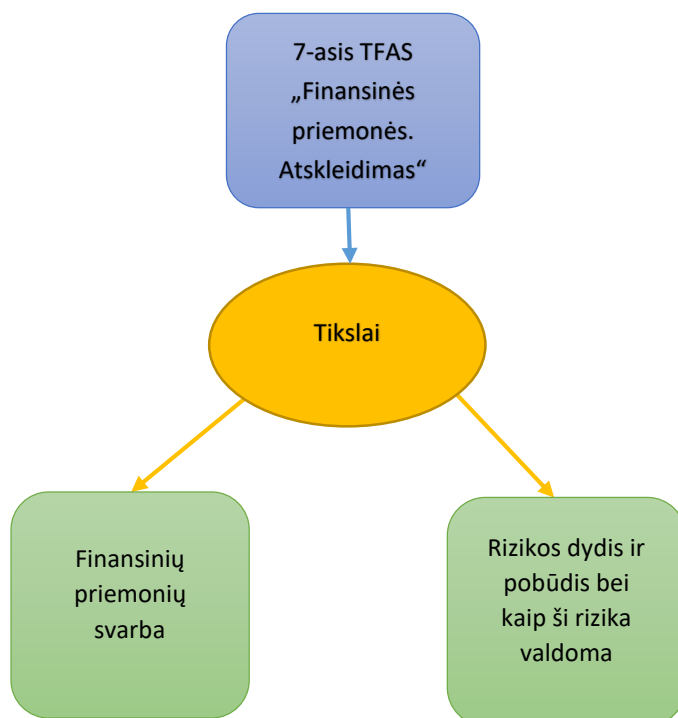 7-asis TFAS
„Finansinės
priemonės.
Atskleidimas“
Tikslai
Finansinių
priemonių
svarba
Rizikos dydis ir
pobūdis bei
kaip ši rizika
valdoma